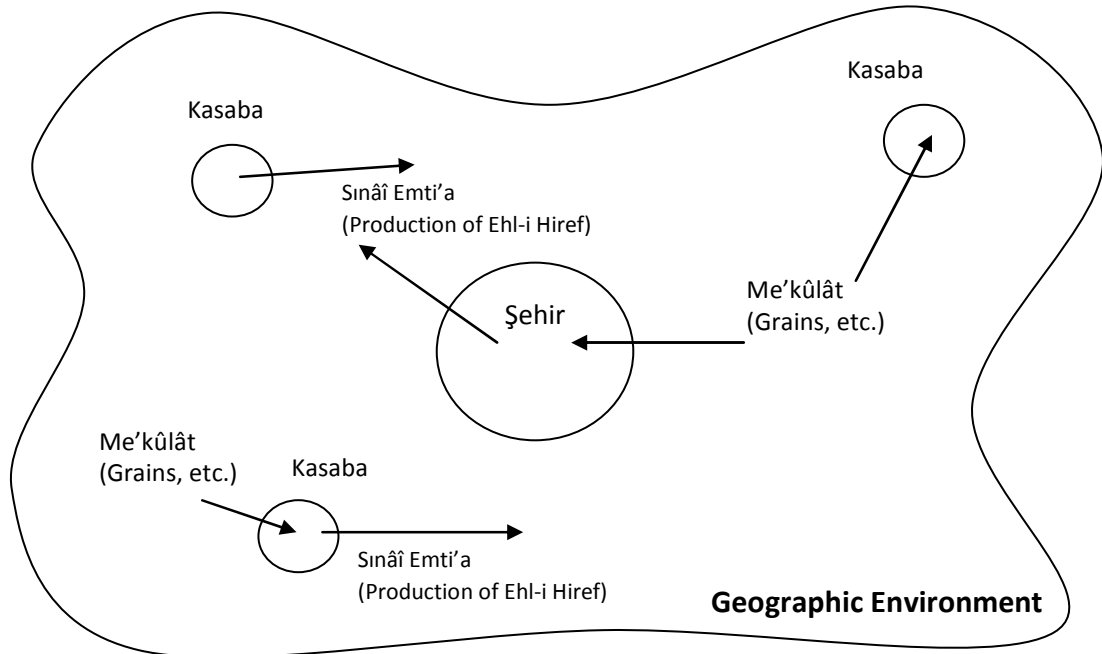 Kasaba
Kasaba
Sınâî Emti’a
(Production of Ehl-i Hiref)
Şehir
Me’kûlât
(Grains, etc.)
Me’kûlât
(Grains, etc.)
Kasaba
Sınâî Emti’a
(Production of Ehl-i Hiref)
Geographic Environment